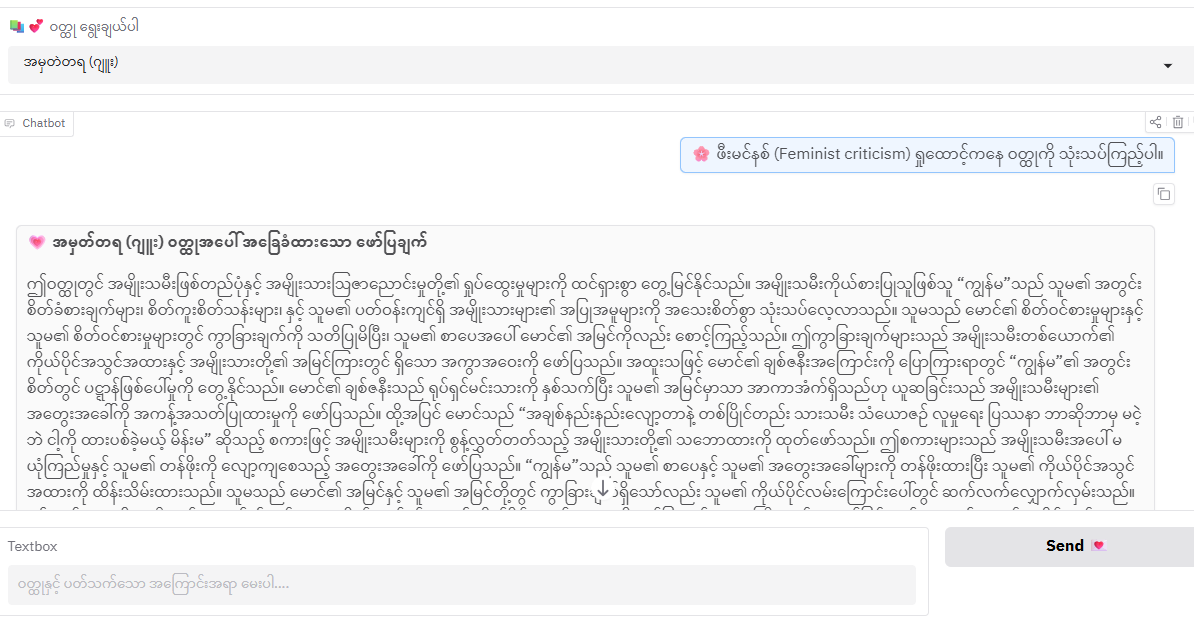 📚 💕 ဝတ္ထု ရွေးချယ်ပါ
အမှတဲတရ (ဂျူး)
Chatbot
🌸 ဖီးမင်နစ် (Feminist criticism) ရှုထောင့်ကနေ ဝတ္ထုကို သုံးသပ်ကြည့်ပါ။
💗 အမှတ်တရ (ဂျူး) ဝတ္ထုအပေါ် အခြေခံထားသော ဖော်ပြချက်
ဤဝတ္ထုတွင် အမျိုးသမီးဖြစ်တည်ပုံနှင့် အမျိုးသားဩဇာညောင်းမှုတို့၏ ရှုပ်ထွေးမှုများကို ထင်ရှားစွာ တွေ့မြင်နိုင်သည်။ အမျိုးသမီးကိုယ်စားပြုသူဖြစ်သူ “ကျွန်မ”သည် သူမ၏ အတွင်း
စိတ်ခံစားချက်များ၊ စိတ်ကူးစိတ်သန်းများ၊ နှင့် သူမ၏ ပတ်ဝန်းကျင်ရှိ အမျိုးသားများ၏ အပြုအမူများကို အသေးစိတ်စွာ သုံးသပ်လေ့လာသည်။ သူမသည် မောင်၏ စိတ်ဝင်စားမှုများနှင့်
သူမ၏ စိတ်ဝင်စားမှုများတွင် ကွာခြားချက်ကို သတိပြုမိပြီး၊ သူမ၏ စာပေအပေါ် မောင်၏ အမြင်ကိုလည်း စောင့်ကြည့်သည်။ ဤကွာခြားချက်များသည် အမျိုးသမီးတစ်ယောက်၏
ကိုယ်ပိုင်အသွင်အထားနှင့် အမျိုးသားတို့၏ အမြင်ကြားတွင် ရှိသော အကွာအဝေးကို ဖော်ပြသည်။ အထူးသဖြင့် မောင်၏ ချစ်ဇနီးအကြောင်းကို ပြောကြားရာတွင် “ကျွန်မ”၏ အတွင်း
စိတ်တွင် ပဋ္ဌာန်ဖြစ်ပေါ်မှုကို တွေ့နိုင်သည်။ မောင်၏ ချစ်ဇနီးသည် ရုပ်ရှင်မင်းသားကို နှစ်သက်ပြီး သူမ၏ အမြင်မှာသာ အာကာအံက်ရှိသည်ဟု ယူဆခြင်းသည် အမျိုးသမီးများ၏
အတွေးအခေါ်ကို အကန့်အသတ်ပြုထားမှုကို ဖော်ပြသည်။ ထို့အပြင် မောင်သည် “အချစ်နည်းနည်းလျော့တာနဲ့ တစ်ပြိုင်တည်း သားသမီး သံယောဇဉ် လူမှုရေး ပြဿနာ ဘာဆိုဘာမှ မငဲ့
ဘဲ ငါ့ကို ထားပစ်ခဲ့မယ့် မိန်းမ” ဆိုသည့် စကားဖြင့် အမျိုးသမီးများကို စွန့်လွှတ်တတ်သည့် အမျိုးသားတို့၏ သဘောထားကို ထုတ်ဖော်သည်။ ဤစကားများသည် အမျိုးသမီးအပေါ် မ
ယုံကြည်မှုနှင့် သူမ၏ တန်ဖိုးကို လျော့ကျစေသည့် အတွေးအခေါ်ကို ဖော်ပြသည်။ “ကျွန်မ”သည် သူမ၏ စာပေနှင့် သူမ၏ အတွေးအခေါ်များကို တန်ဖိုးထားပြီး သူမ၏ ကိုယ်ပိုင်အသွင်
အထားကို ထိန်းသိမ်းထားသည်။ သူမသည် မောင်၏ အမြင်နှင့် သူမ၏ အမြင်တို့တွင် ကွာခြား ရှိသော်လည်း သူမ၏ ကိုယ်ပိုင်လမ်းကြောင်းပေါ်တွင် ဆက်လက်လျှောက်လှမ်းသည်။
Textbox
ဝတ္ထုနှင့် ပတ်သက်သော အကြောင်းအရာ မေးပါ....
Send 💌